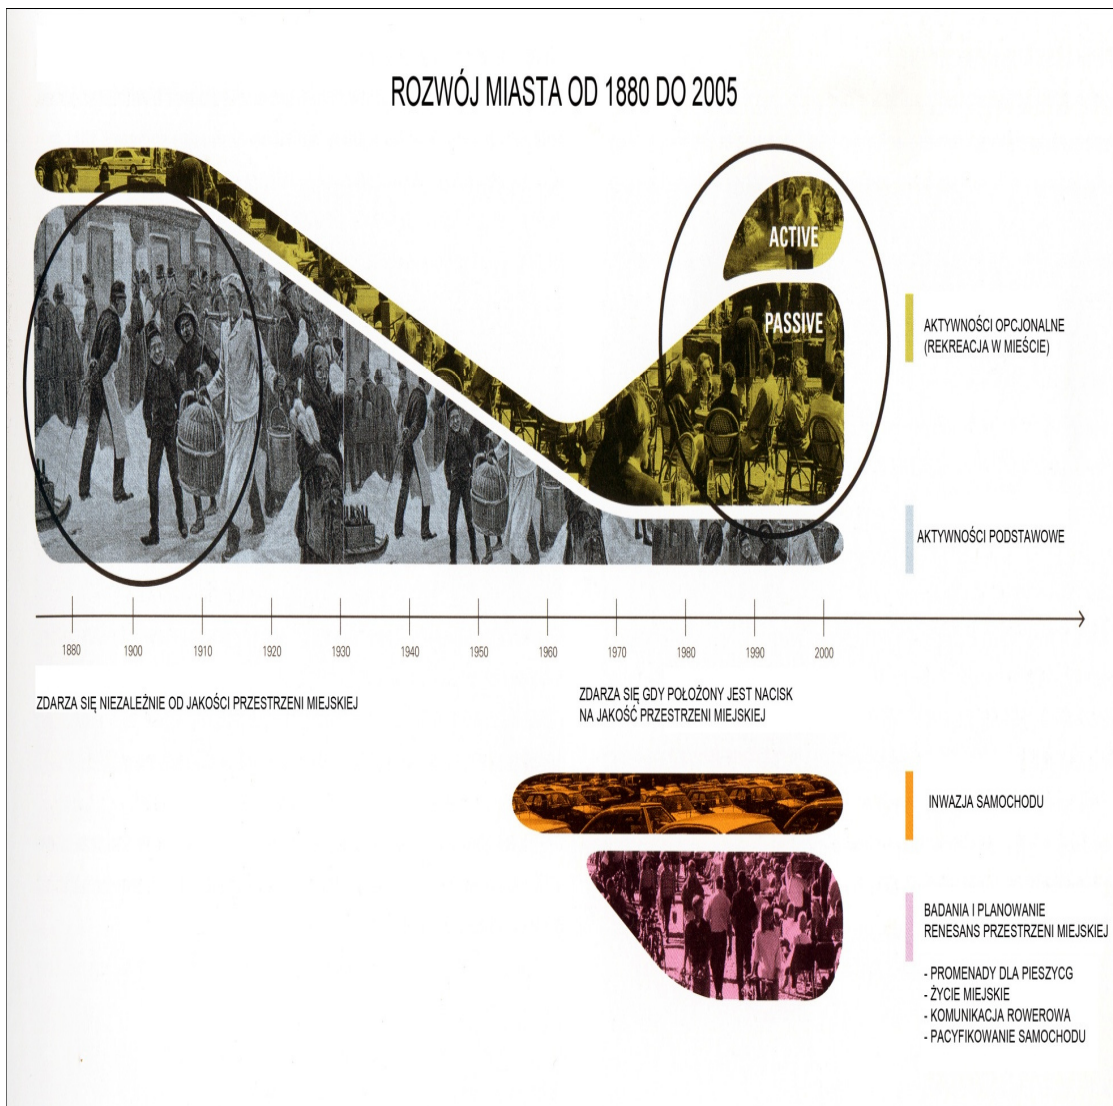 ROZWÓJ MIASTA OD 1880 DO 2005
ACTIVE
PASSIVE
AKTYWNOŚCI OPCJONALNE
(REKREACJA W MIEŚCIE)
AKTYWNOŚCI PODSTAWOWE
1880 1900 1910 1920 1930 1940 1950 1960 1970 1980 1990 2000
ZDARZA SIĘ NIEZALEŻNIE OD JAKOŚCI PRZESTRZENI MIEJSKIEJ
ZDARZA SIĘ GDY POŁOŻONY JEST NACISK
NA JAKOŚĆ PRZESTRZENI MIEJSKIEJ
INWAZJA SAMOCHODU
BADANIA I PLANOWANIE
RENESANS PRZESTRZENI MIEJSKIEJ
- PROMENADY DLA PIESZYCG
- ŻYCIE MIEJSKIE
- KOMUNIKACJA ROWEROWA
- PACYFIKOWANIE SAMOCHODU